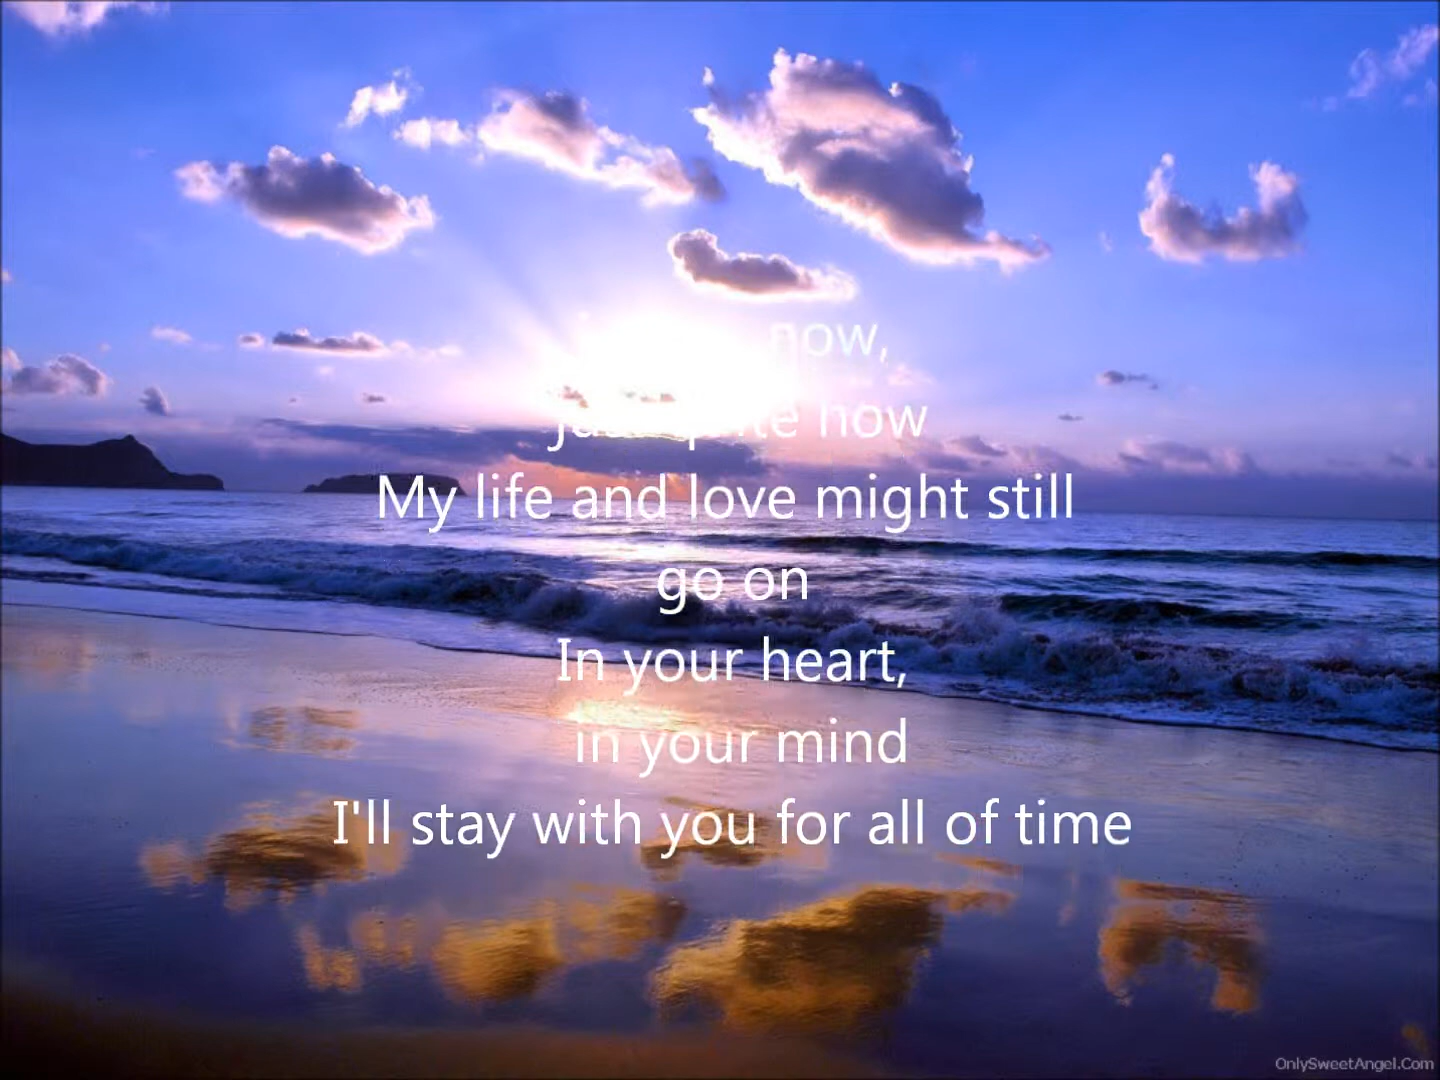 now,
now
My life and love might still
go on
In your heart,
in your mind
I'll stay with you for all of time
OnlySweetAngel.Com